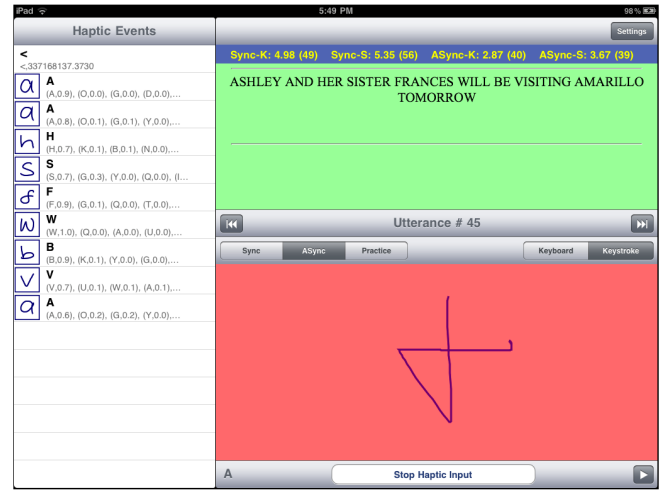 iPad 5:49 PM 98%
Haptic Events
Settings
<
<,337168137.3730
A
(A,0.9), (O,0.0), (G,0.0), (D,0.0),…
A
(A,0.8), (O,0.1), (G,0.1), (Y,0.0),…
H
(H,0.7), (K,0.1), (B,0.1), (N,0.0),…
S
(S,0.7), (G,0.3), (Y,0.0), (Q,0.0), (I…
F
(F,0.9), (G,0.1), (Q,0.0), (T,0.0),…
W
(W,1.0), (Q,0.0), (A,0.0), (U,0.0),…
B
(B,0.9), (K,0.1), (Y,0.0), (G,0.0),…
V
(V,0.7), (U,0.1), (W,0.1), (A,0.1),…
A
(A,0.6), (O,0.2), (G,0.2), (Y,0.0),…
Sync-K: 4.98 (49) Sync-S: 5.35 (56) ASync-K: 2.87 (40) ASync-S: 3.67 (39)
ASHLEY AND HER SISTER FRANCES WILL BE VISITING AMARILLO
TOMORROW
Utterance # 45
Sync ASync Practice Keyboard Keystroke
A Stop Haptic Input